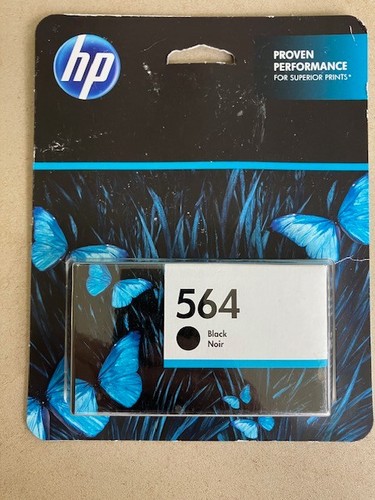 hp
PROVEN
PERFORMANCE
FOR SUPERIOR PRINTS*
564
Black
Noir